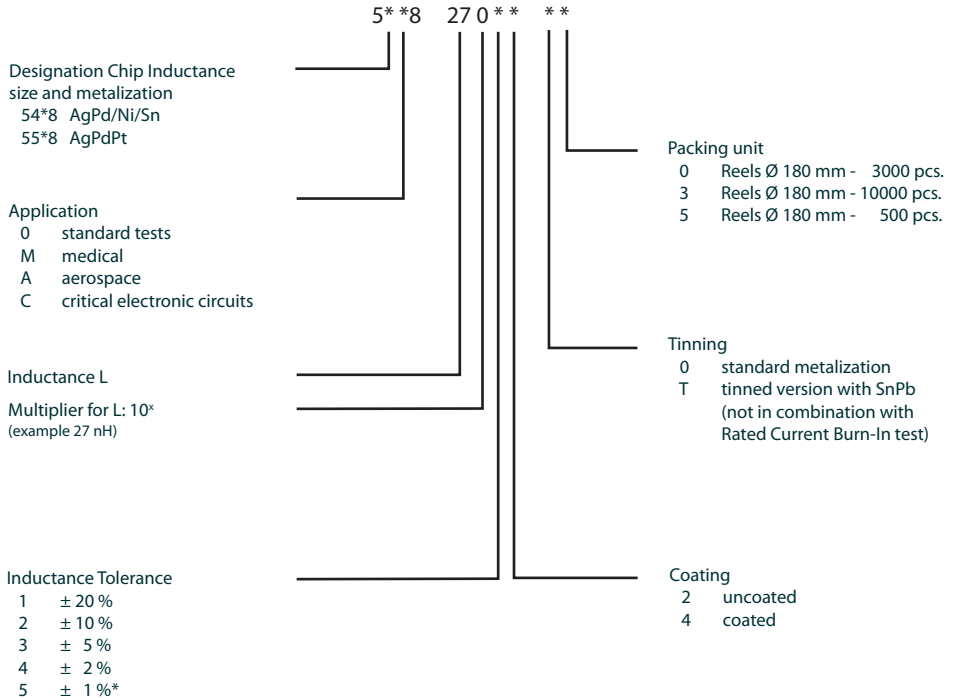 5* *8 27 0 * * * *
Designation Chip Inductance
size and metalization
54*8 AgPd/Ni/Sn
55*8 AgPdPt
Application
0 standard tests
M medical
A aerospace
C critical electronic circuits
Inductance L
Multiplier for L: 10ˣ
(example 27 nH)
Inductance Tolerance
1 ± 20 %
2 ± 10 %
3 ± 5 %
4 ± 2 %
5 ± 1 %*
Packing unit
0 Reels Ø 180 mm - 3000 pcs.
3 Reels Ø 180 mm - 10000 pcs.
5 Reels Ø 180 mm - 500 pcs.
Tinning
0 standard metalization
T tinned version with SnPb
(not in combination with
Rated Current Burn-In test)
Coating
2 uncoated
4 coated